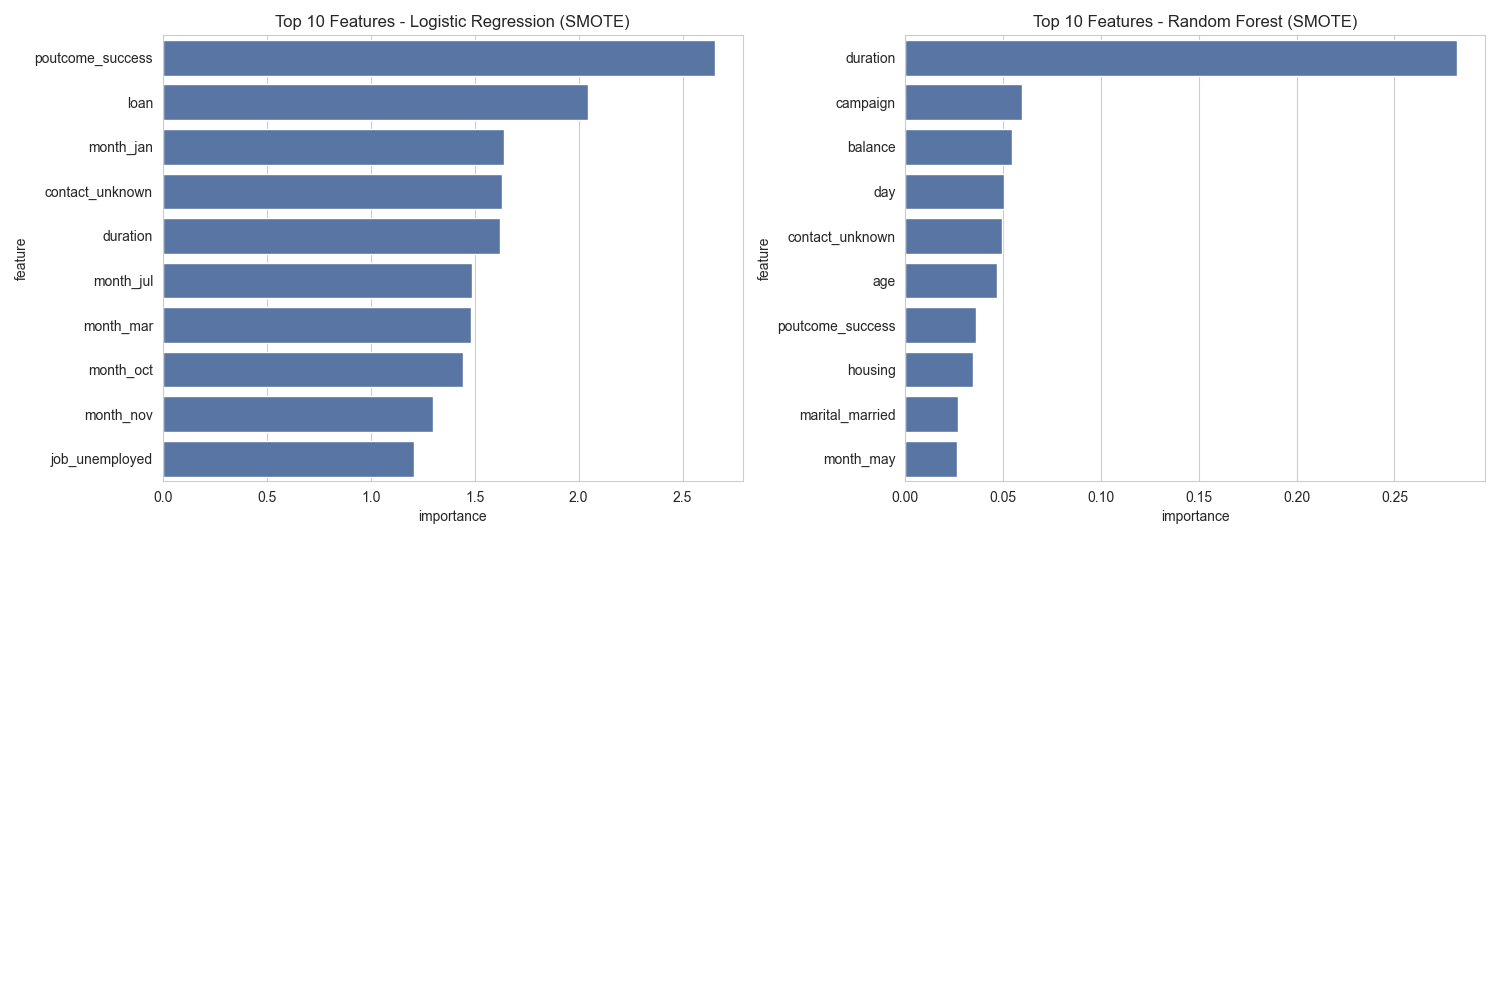 Top 10 Features - Logistic Regression (SMOTE)
feature
poutcome_success
loan
month_jan
contact_unknown
duration
month_jul
month_mar
month_oct
month_nov
job_unemployed
0.0 0.5 1.0 1.5 2.0 2.5
importance
Top 10 Features - Random Forest (SMOTE)
feature
duration
campaign
balance
day
contact_unknown
age
poutcome_success
housing
marital_married
month_may
0.00 0.05 0.10 0.15 0.20 0.25
importance